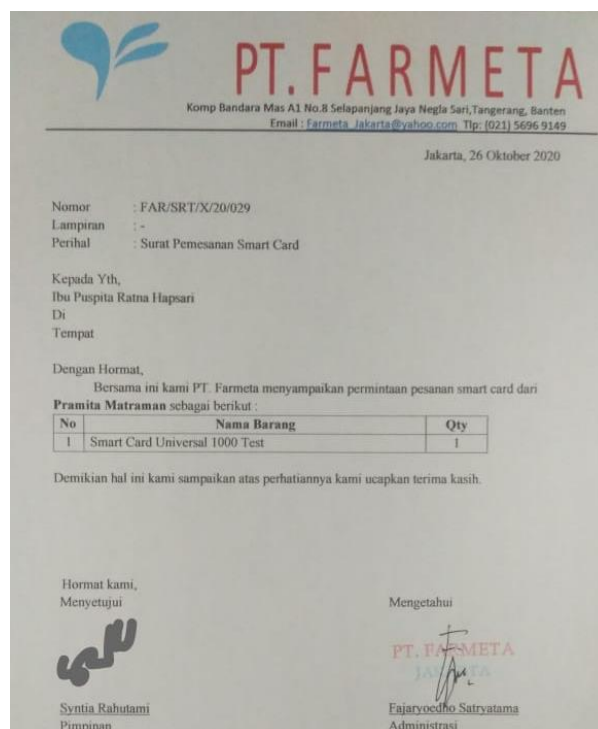 PT. FARMETA
Komp Bandara Mas A1 No.8 Selapanjang Jaya Negla Sari,Tangerang, Banten
Email : Farmeta_Jakarta@yahoo.com Tlp: (021) 5696 9149
Jakarta, 26 Oktober 2020
Nomor : FAR/SRT/X/20/029
Lampiran : -
Perihal : Surat Pemesanan Smart Card
Kepada Yth,
Ibu Puspita Ratna Hapsari
Di
Tempat
Dengan Hormat,
Bersama ini kami PT. Farmeta menyampaikan permintaan pesanan smart card dari
Pramita Matraman sebagai berikut :
No Nama Barang Qty
1 Smart Card Universal 1000 Test 1
Demikian hal ini kami sampaikan atas perhatiannya kami ucapkan terima kasih.
Hormat kami,
Menyetujui Mengetahui
PT. FARMETA
JAKARTA
Syntia Rahutami Fajaryoedho Satryatama
Pimpinan Administrasi